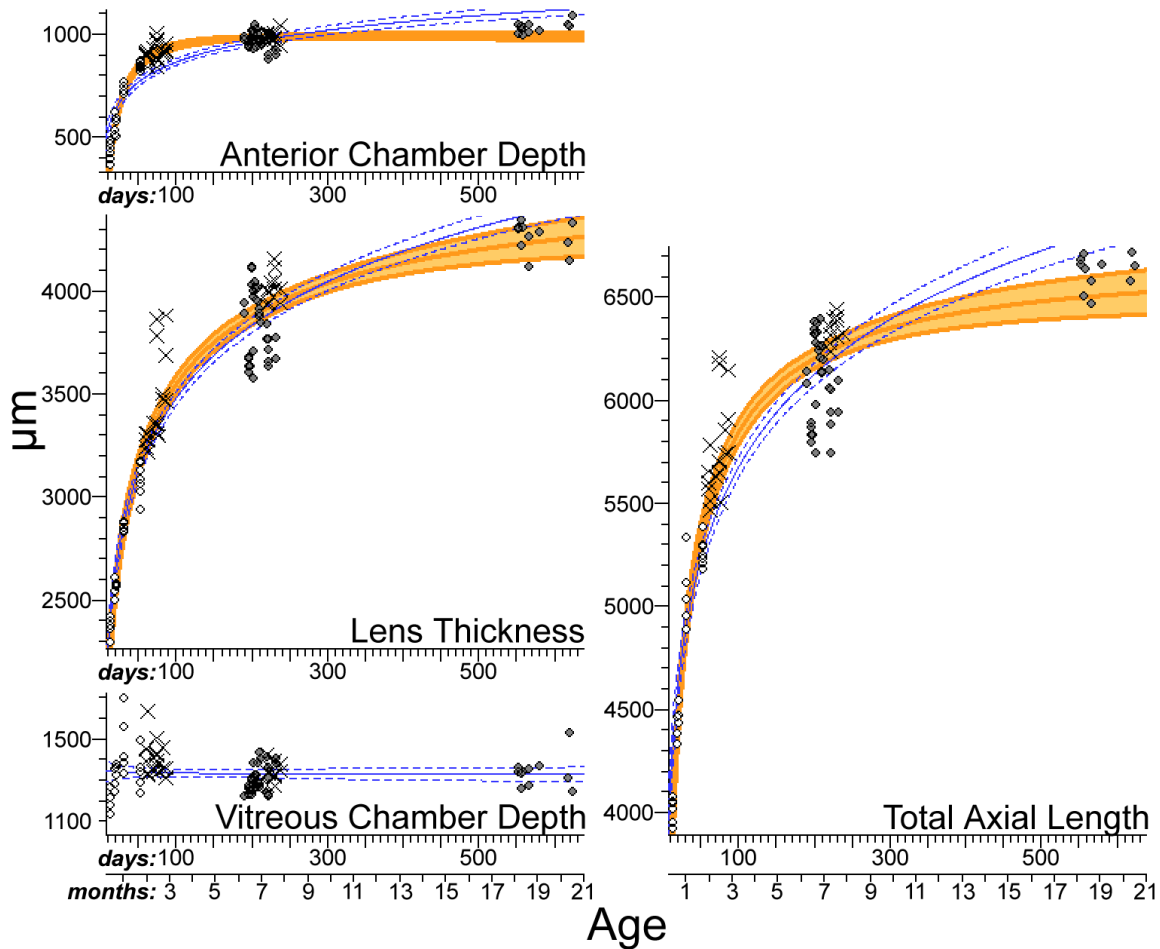 1000
500
Anterior Chamber Depth
days: 100 300 500
4000
3500
3000
2500
µm
Lens Thickness
days: 100 300 500
1500
1100
Vitreous Chamber Depth
days: 100 300 500
months: 3 5 7 9 11 13 15 17 19 21
6500
6000
5500
5000
4500
4000
Total Axial Length
100 300 500
1 3 5 7 9 11 13 15 17 19 21
Age